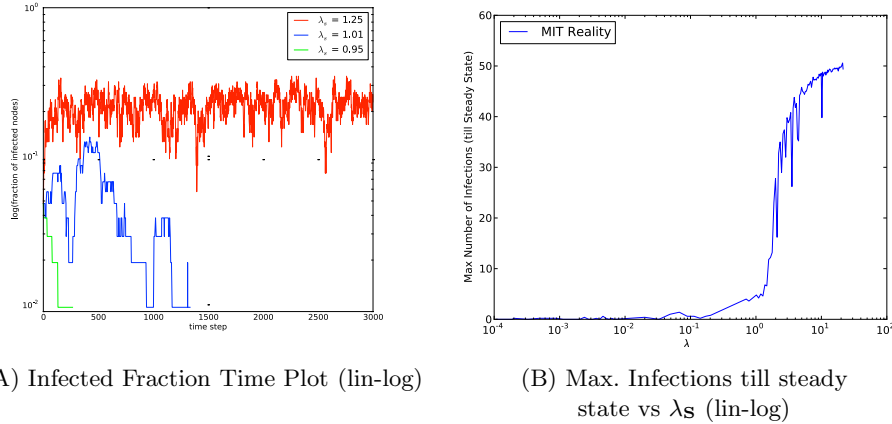 10^0
λ_s = 1.25
λ_s = 1.01
λ_s = 0.95
10^-1
10^-2
log(fraction of infected nodes)
0 500 1000 1500 2000 2500 3000
time step
60
50
40
30
20
10
0
MIT Reality
Max Number of Infections (till Steady State)
10^-4 10^-3 10^-2 10^-1 10^0 10^1 10^2
λ
A) Infected Fraction Time Plot (lin-log)
(B) Max. Infections till steady
state vs λ_S (lin-log)